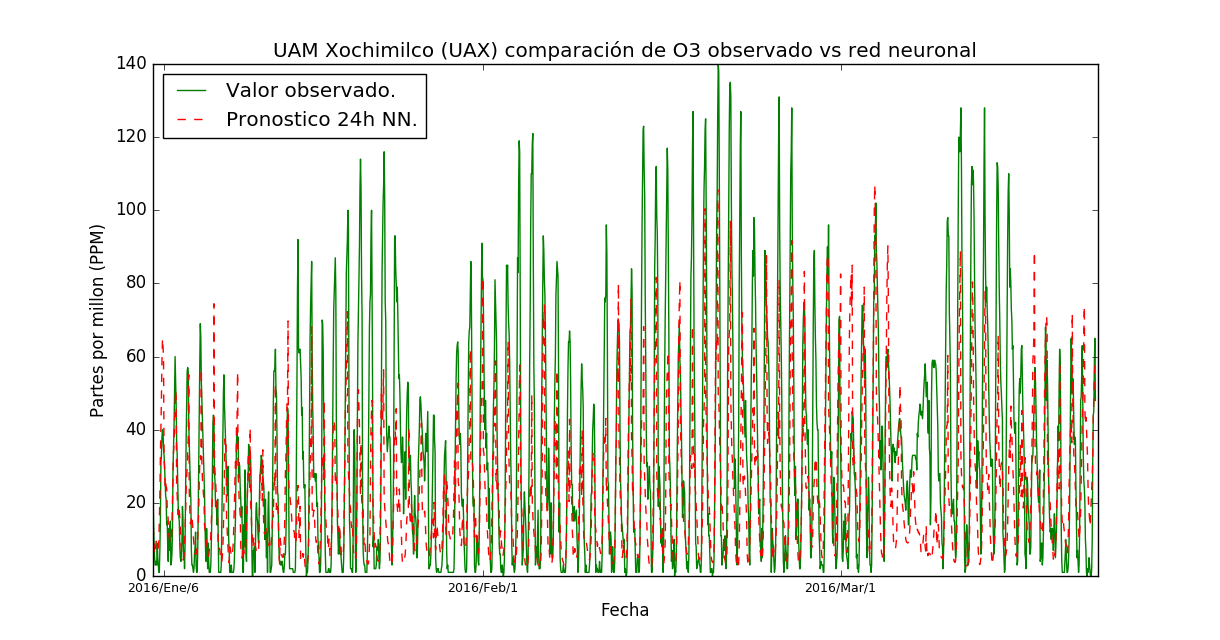 UAM Xochimilco (UAX) comparación de O3 observado vs red neuronal
Valor observado.
Pronostico 24h NN.
Partes por millon (PPM)
140
120
100
80
60
40
20
0
2016/Ene/6
2016/Feb/1
2016/Mar/1
Fecha